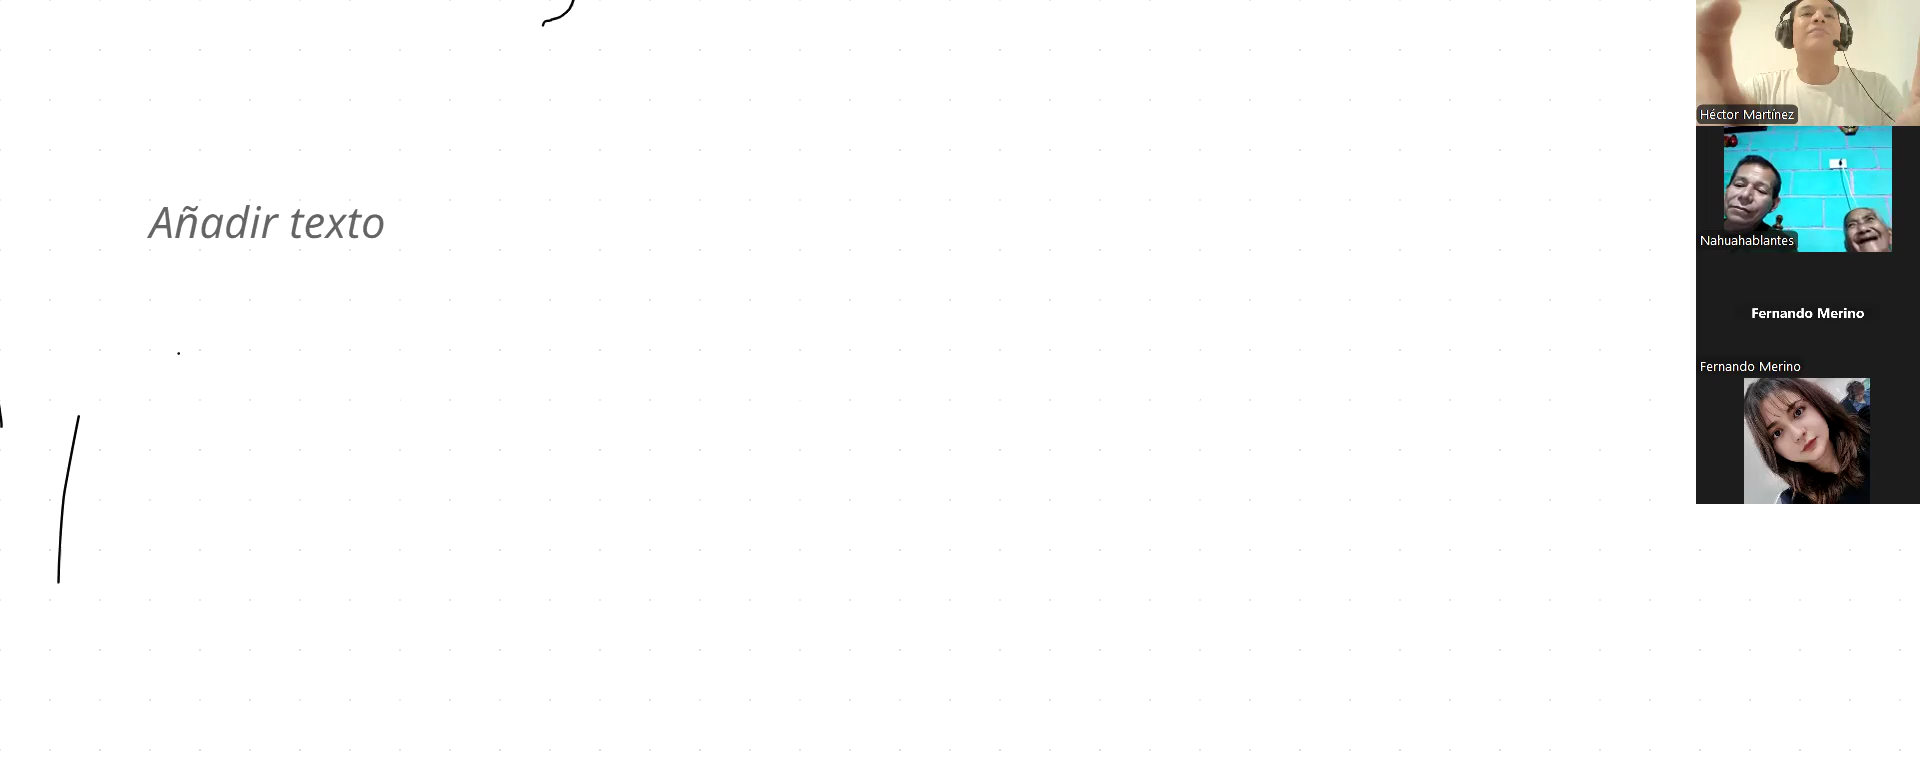 Añadir texto
Héctor Martínez
Nahuahablantes
Fernando Merino
Fernando Merino